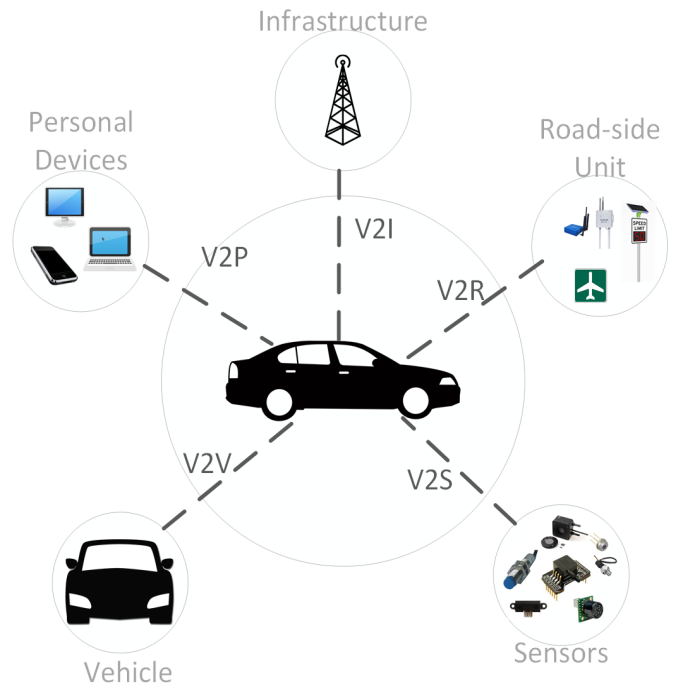 Infrastructure
Personal
Devices
Road-side
Unit
SPEED
LIMIT
V2I
V2P
V2R
V2V
V2S
Vehicle
Sensors